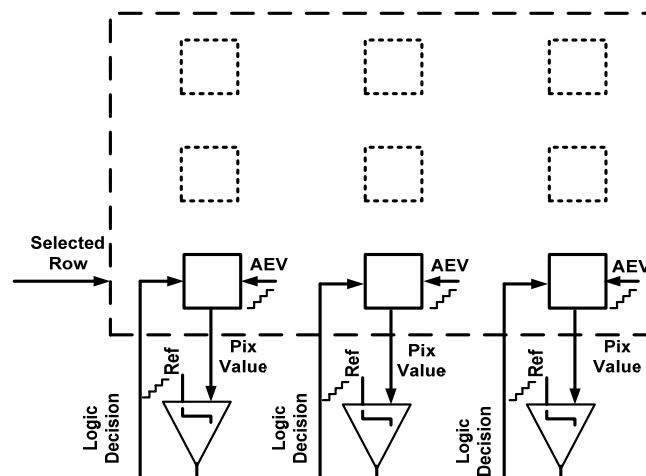 Selected
Row
AEV
AEV
AEV
Pix
Value
Pix
Value
Pix
Value
Ref
Ref
Ref
Logic
Decision
Logic
Decision
Logic
Decision